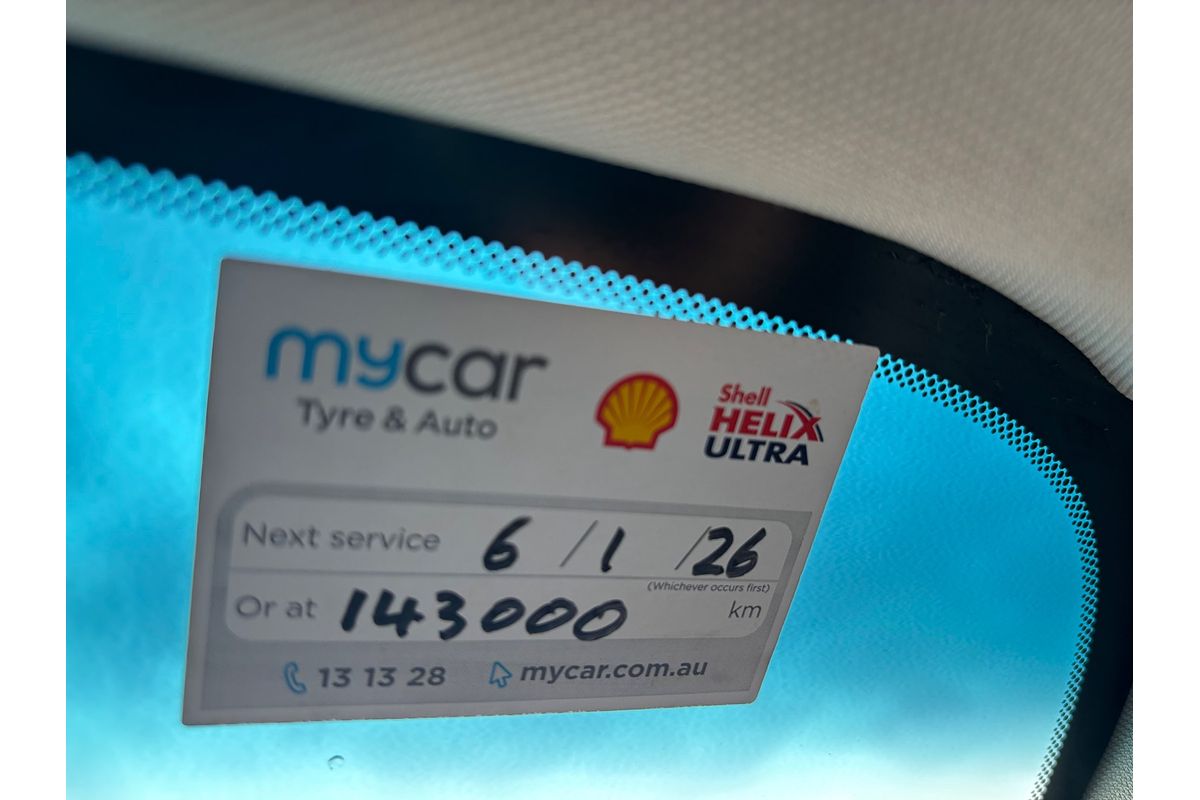 mycar
Tyre & Auto
Shell
HELIX
ULTRA
Next service 6 / 1 / 26
(Whichever occurs first)
Or at 143000 km
13 13 28 mycar.com.au